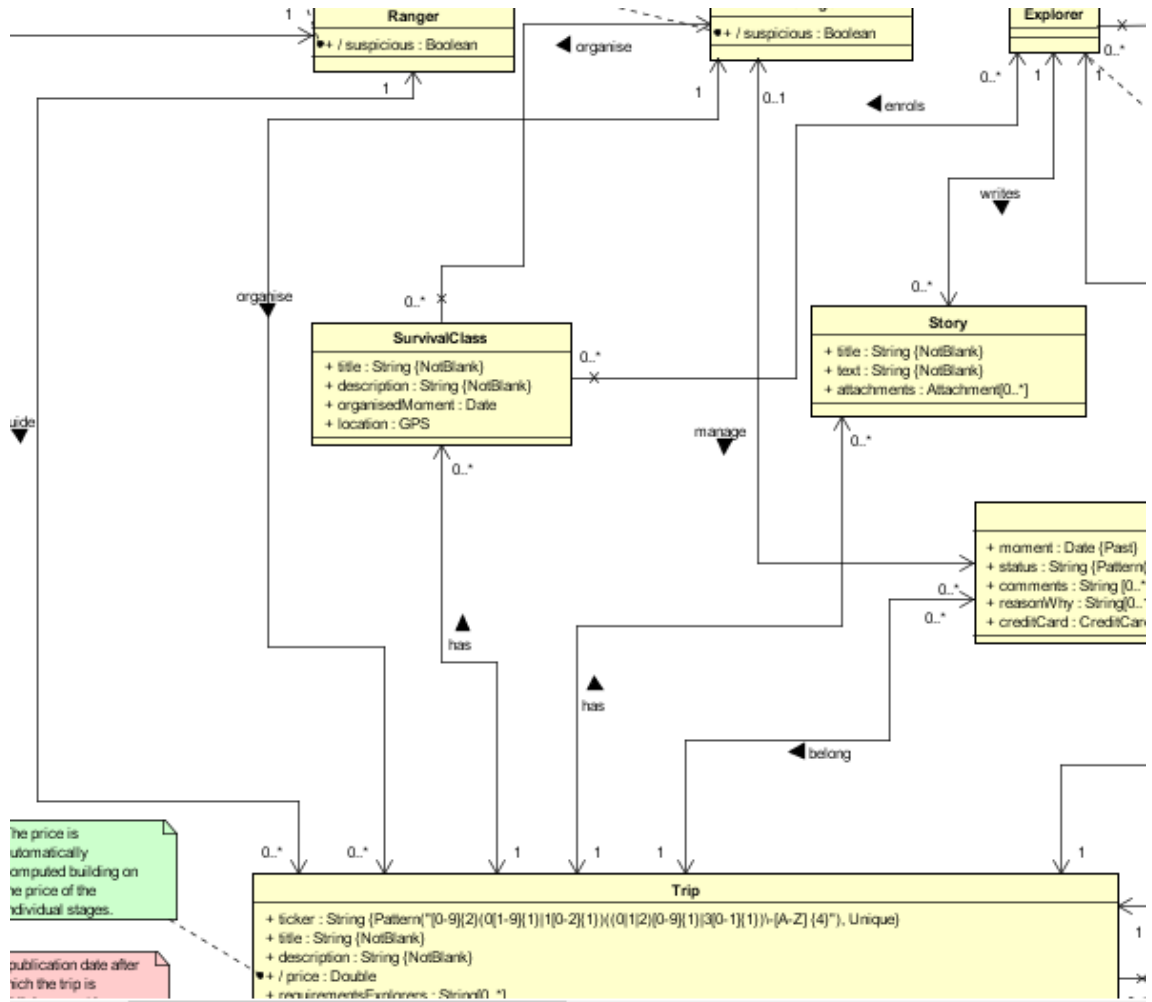 1
Ranger
+ / suspicious : Boolean
1
organise
+ / suspicious : Boolean
1
0..1
Explorer
0..*
0..*
1
1
enrols
writes
0..*
organise
0..*
SurvivalClass
+ title : String {NotBlank}
+ description : String {NotBlank}
+ organisedMoment : Date
+ location : GPS
0..*
0..*
Story
+ title : String {NotBlank}
+ text : String {NotBlank}
+ attachments : Attachment[0..*]
0..*
manage
+ moment : Date {Past}
+ status : String {Pattern(
+ comments : String [0..*
+ reasonWhy : String[0..*
+ creditCard : CreditCar
0..*
0..*
has
has
belong
The price is
computed building on
price of the
individual stages.
0..*
0..*
1
1
1
1
Trip
+ ticker : String {Pattern("[0-9]{2}(0[1-9]{1}|1[0-2]{1})((0|1|2)[0-9]{1}|3[0-1]{1})\-[A-Z] {4}"), Unique}
+ title : String {NotBlank}
+ description : String {NotBlank}
+ / price : Double
+ requirementsExplorers : String[0..*]
publication date after
the trip is
1